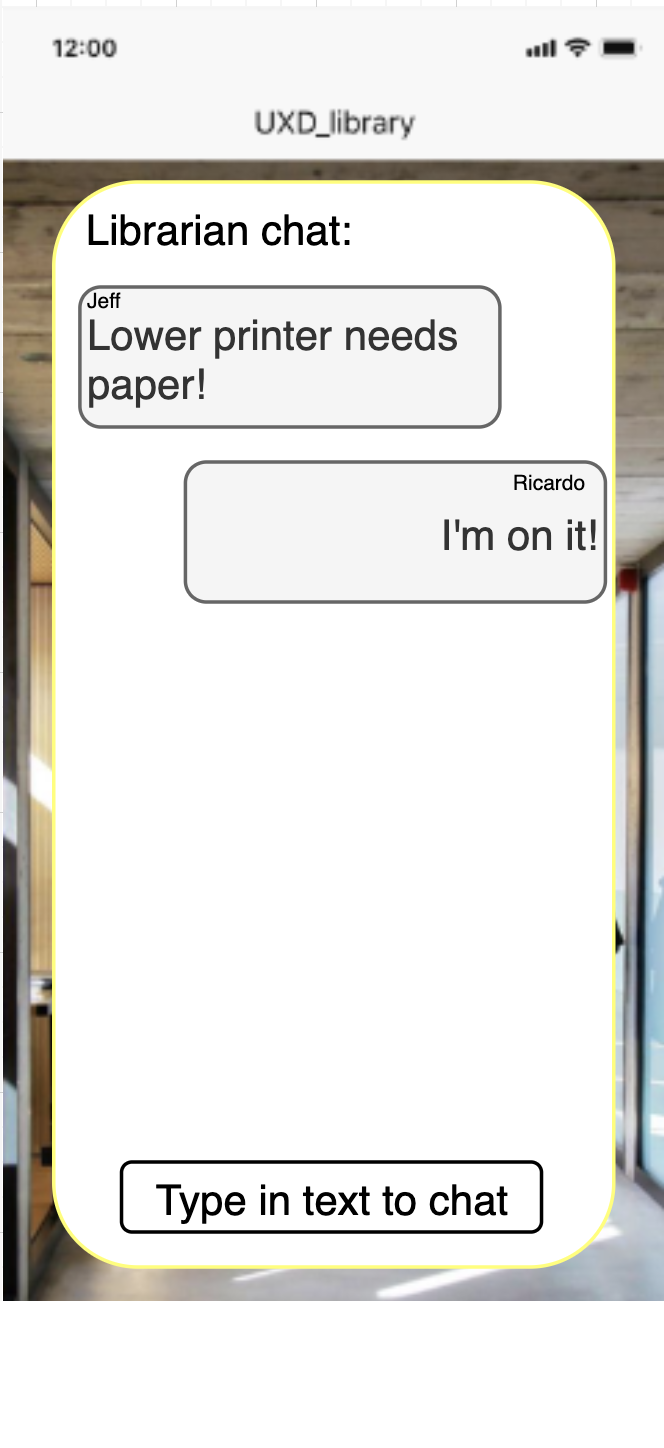 12:00
UXD_library
Librarian chat:
Jeff
Lower printer needs
paper!
Ricardo
I'm on it!
Type in text to chat